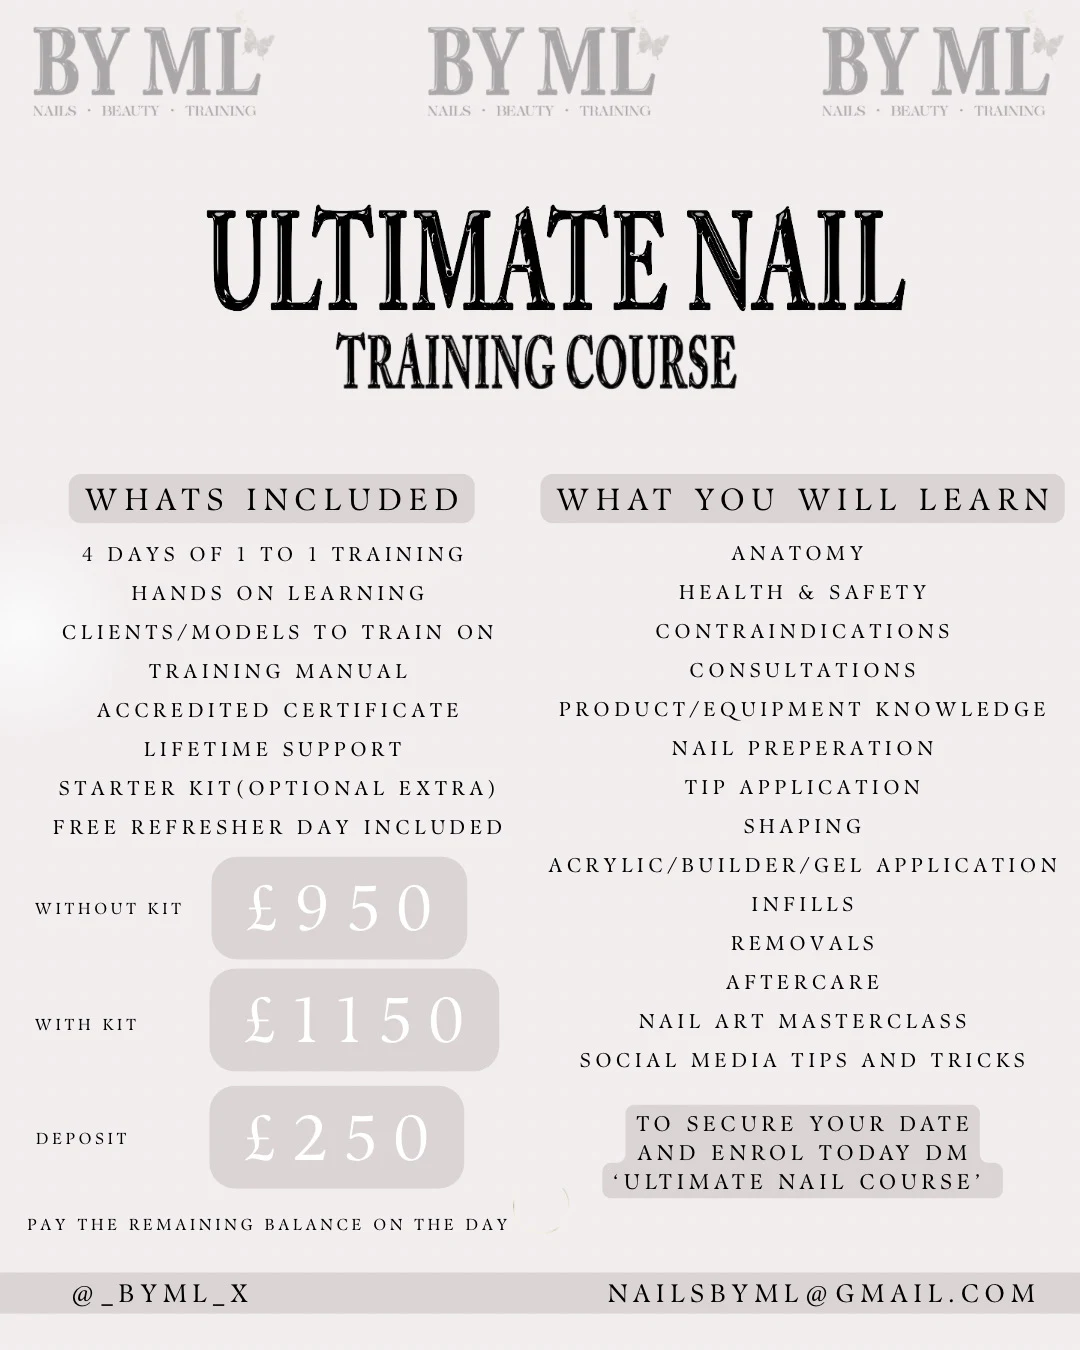 BY ML
NAILS · BEAUTY · TRAINING
BY ML
NAILS · BEAUTY · TRAINING
BY ML
NAILS · BEAUTY · TRAINING
ULTIMATE NAIL
TRAINING COURSE
WHATS INCLUDED
4 DAYS OF 1 TO 1 TRAINING
HANDS ON LEARNING
CLIENTS/MODELS TO TRAIN ON
TRAINING MANUAL
ACCREDITED CERTIFICATE
LIFETIME SUPPORT
STARTER KIT(OPTIONAL EXTRA)
FREE REFRESHER DAY INCLUDED
WITHOUT KIT £950
WITH KIT £1150
DEPOSIT £250
PAY THE REMAINING BALANCE ON THE DAY
WHAT YOU WILL LEARN
ANATOMY
HEALTH & SAFETY
CONTRAINDICATIONS
CONSULTATIONS
PRODUCT/EQUIPMENT KNOWLEDGE
NAIL PREPERATION
TIP APPLICATION
SHAPING
ACRYLIC/BUILDER/GEL APPLICATION
INFILLS
REMOVALS
AFTERCARE
NAIL ART MASTERCLASS
SOCIAL MEDIA TIPS AND TRICKS
TO SECURE YOUR DATE
AND ENROL TODAY DM
‘ULTIMATE NAIL COURSE’
@_BYML_X
NAILSBYML@GMAIL.COM